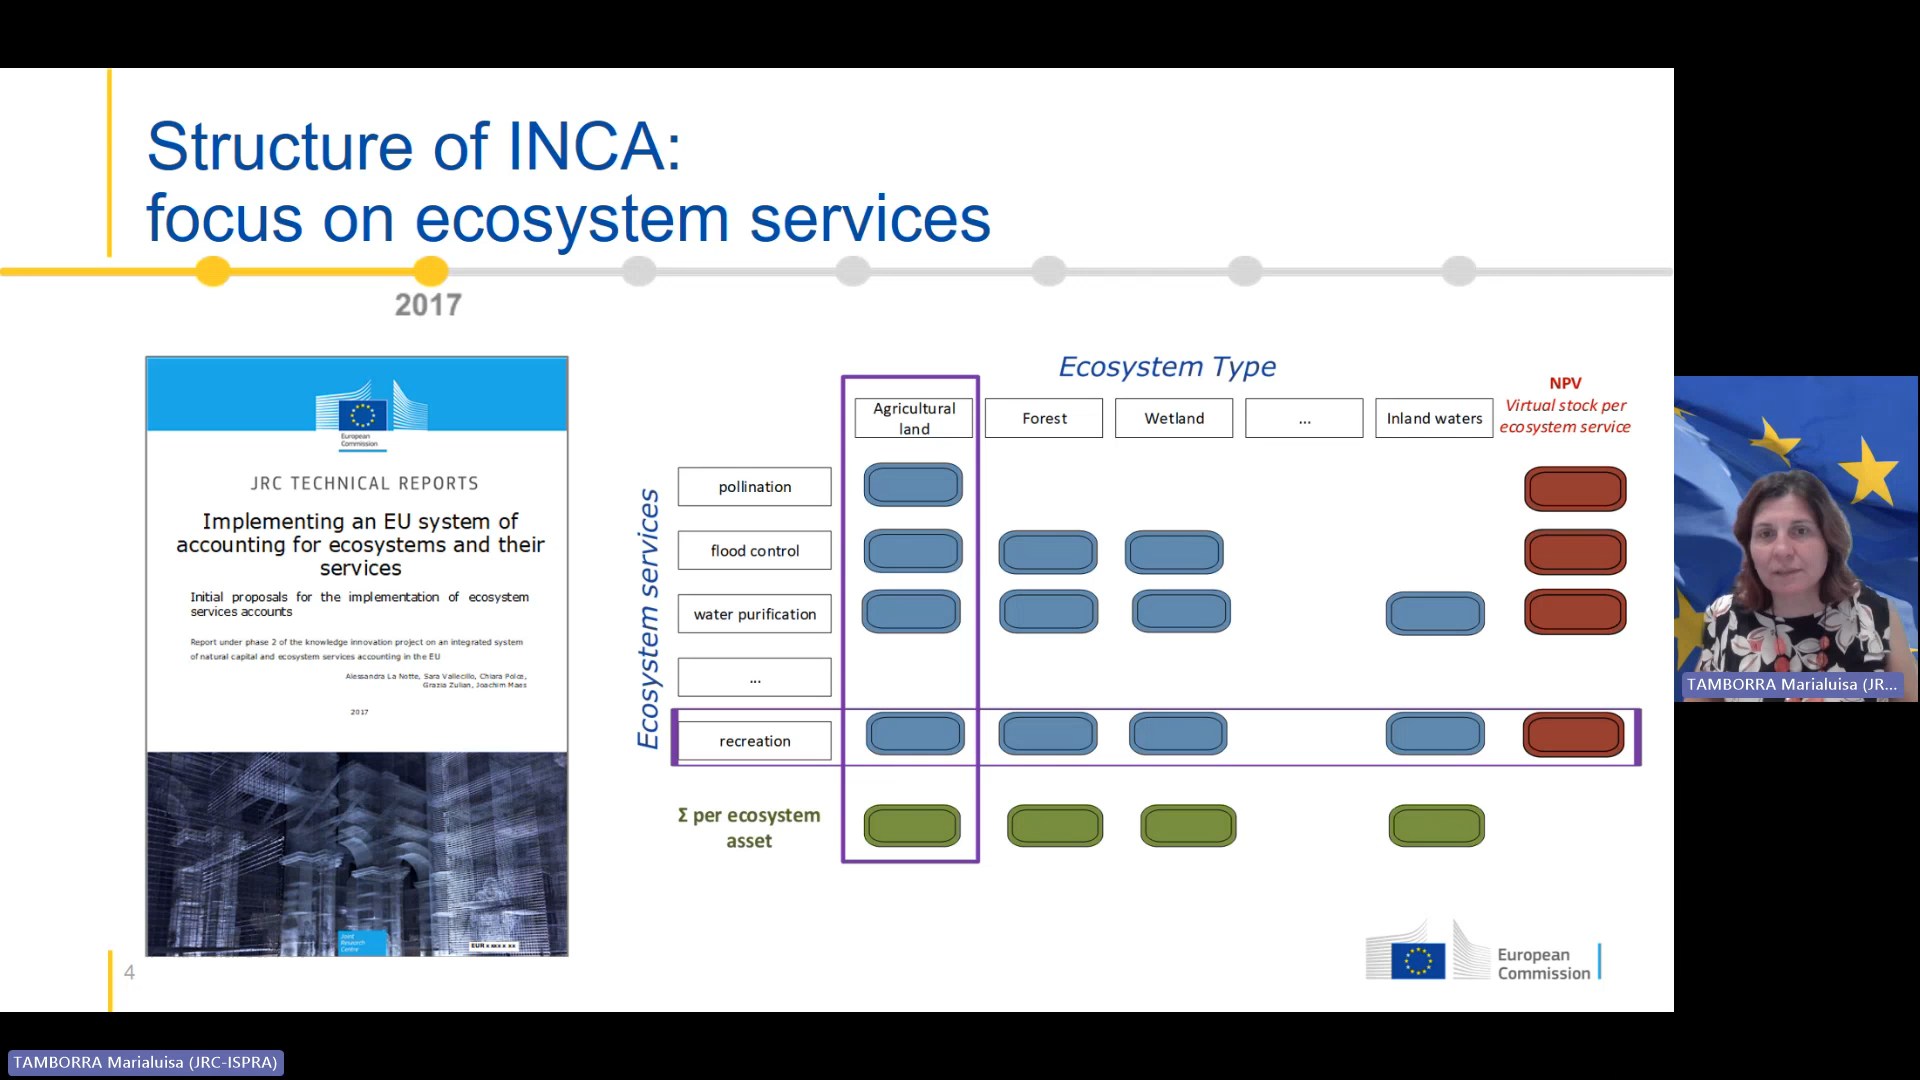 Structure of INCA:
focus on ecosystem services
2017
European
Commission
JRC TECHNICAL REPORTS
Implementing an EU system of
accounting for ecosystems and their
services
Initial proposals for the implementation of ecosystem
services accounts
Report under phase 2 of the knowledge innovation project on an integrated system
of natural capital and ecosystem services accounting in the EU
Alessandra La Notte, Sara Vallecillo, Chiara Polce,
Grazia Zulian, Joachim Maes
2017
Joint
Research
Centre
Ecosystem Type
NPV
Virtual stock per
ecosystem service
Agricultural
land
Forest
Wetland
...
Inland waters
Ecosystem services
pollination
flood control
water purification
...
recreation
Σ per ecosystem
asset
4
European
Commission
TAMBORRA Marialuisa (JR...
TAMBORRA Marialuisa (JRC-ISPRA)